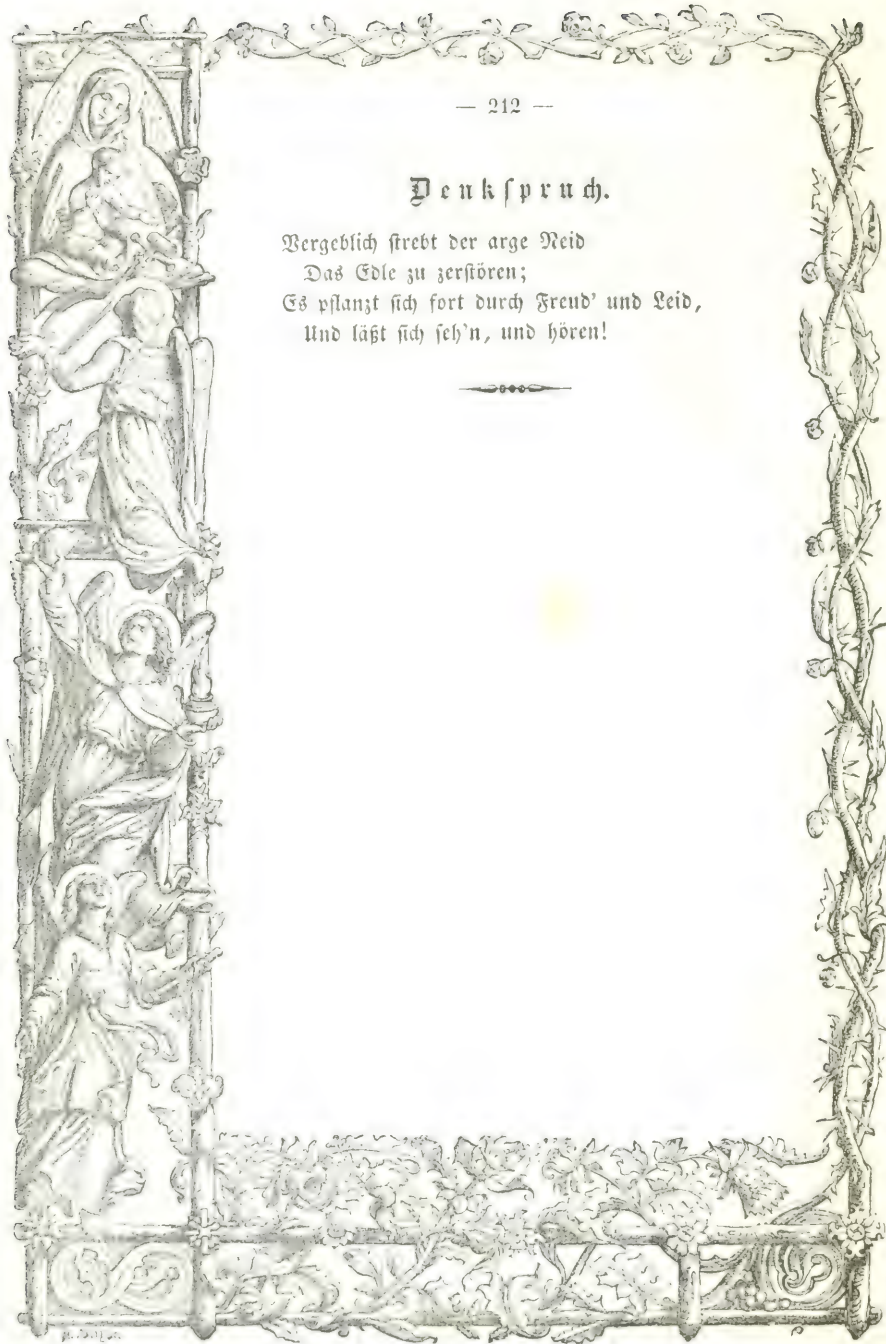 — 212 —
Denkspruch.
Vergeblich strebt der arge Neid
Das Edle zu zerstören;
Es pflanzt sich fort durch Freud' und Leid,
Und läßt sich seh'n, und hören!